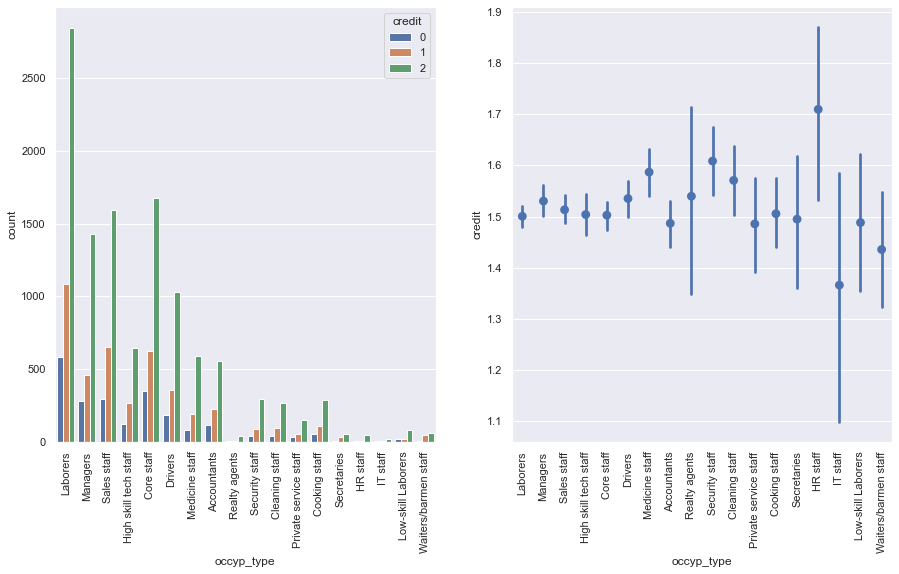 credit
0
1
2
2500
2000
1500
1000
500
0
count
Laborers
Managers
Sales staff
High skill tech staff
Core staff
Drivers
Medicine staff
Accountants
Realty agents
Security staff
Cleaning staff
Private service staff
Cooking staff
Secretaries
HR staff
IT staff
Low-skill Laborers
Waiters/barmen staff
occyp_type
1.9
1.8
1.7
1.6
1.5
1.4
1.3
1.2
1.1
credit
Laborers
Managers
Sales staff
High skill tech staff
Core staff
Drivers
Medicine staff
Accountants
Realty agents
Security staff
Cleaning staff
Private service staff
Cooking staff
Secretaries
HR staff
IT staff
Low-skill Laborers
Waiters/barmen staff
occyp_type